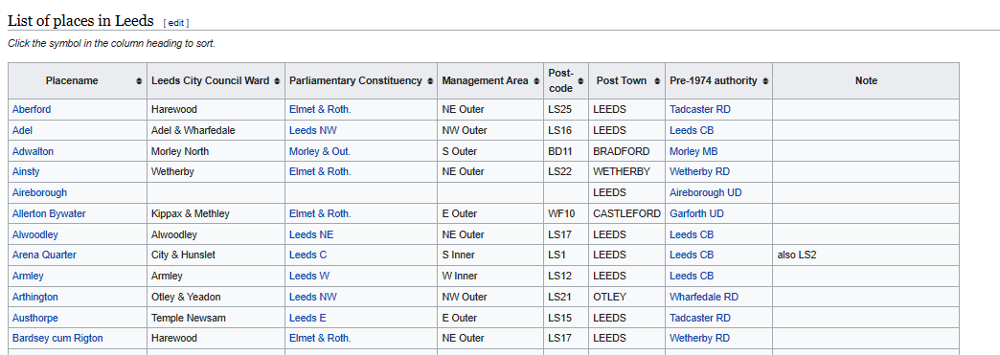 List of places in Leeds [ edit ]
Click the symbol in the column heading to sort.
Placename Leeds City Council Ward Parliamentary Constituency Management Area Post-code Post Town Pre-1974 authority Note
Aberford Harewood Elmet & Roth. NE Outer LS25 LEEDS Tadcaster RD
Adel Adel & Wharfedale Leeds NW NW Outer LS16 LEEDS Leeds CB
Adwalton Morley North Morley & Out. S Outer BD11 BRADFORD Morley MB
Ainsty Wetherby Elmet & Roth. NE Outer LS22 WETHERBY Wetherby RD
Aireborough LEEDS Aireborough UD
Allerton Bywater Kippax & Methley Elmet & Roth. E Outer WF10 CASTLEFORD Garforth UD
Alwoodley Alwoodley Leeds NE NE Outer LS17 LEEDS Leeds CB
Arena Quarter City & Hunslet Leeds C S Inner LS1 LEEDS Leeds CB also LS2
Armley Armley Leeds W W Inner LS12 LEEDS Leeds CB
Arthington Otley & Yeadon Leeds NW NW Outer LS21 OTLEY Wharfedale RD
Austhorpe Temple Newsam Leeds E E Outer LS15 LEEDS Tadcaster RD
Bardsey cum Rigton Harewood Elmet & Roth. NE Outer LS17 LEEDS Wetherby RD